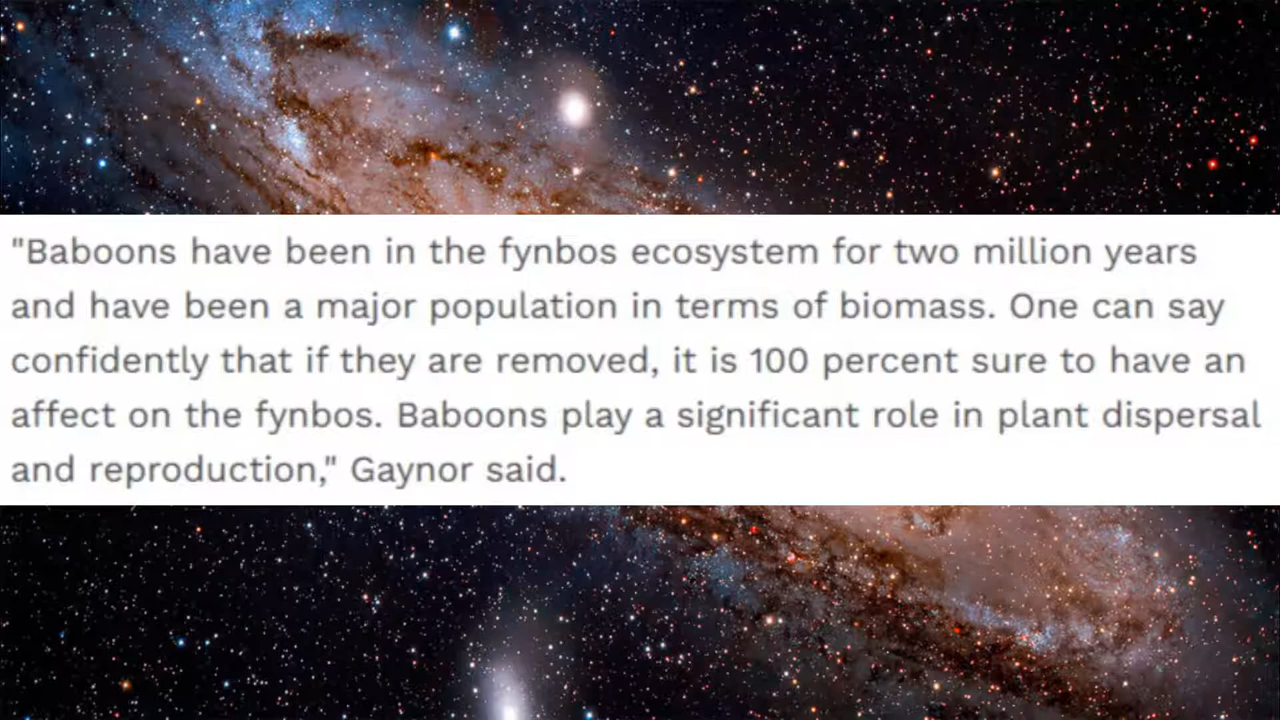 "Baboons have been in the fynbos ecosystem for two million years
and have been a major population in terms of biomass. One can say
confidently that if they are removed, it is 100 percent sure to have an
affect on the fynbos. Baboons play a significant role in plant dispersal
and reproduction," Gaynor said.